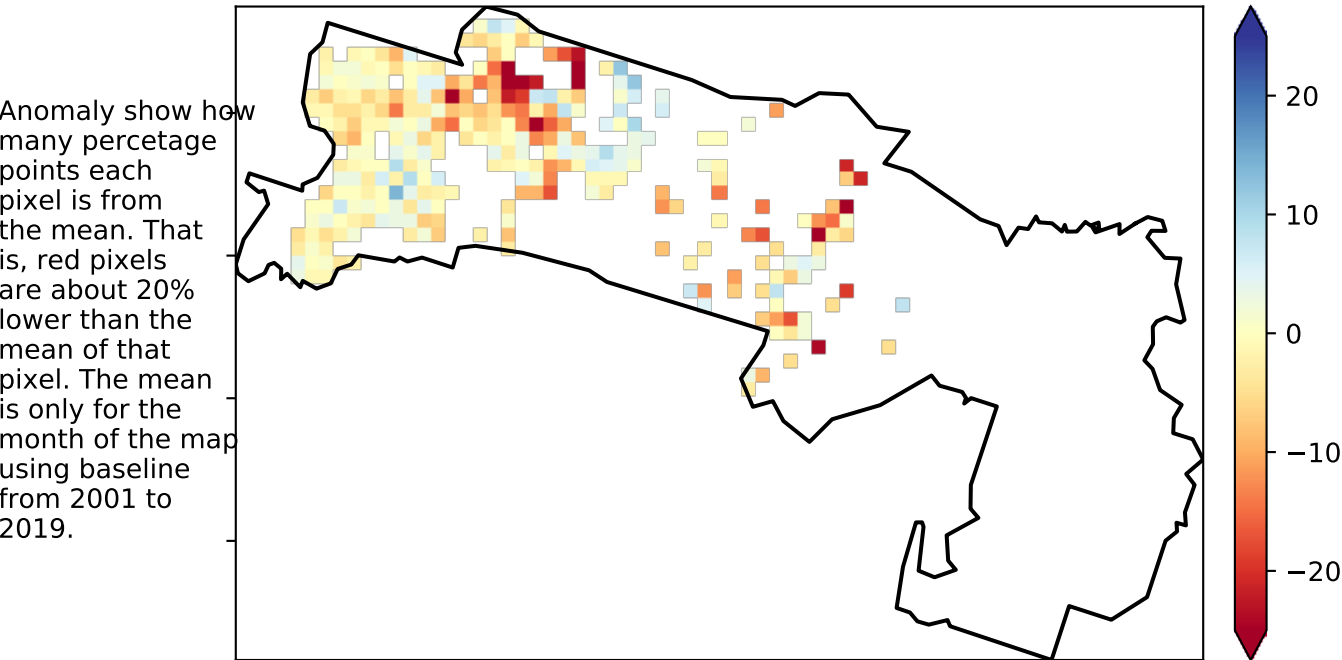 Anomaly show how
many percetage
points each
pixel is from
the mean. That
is, red pixels
are about 20%
lower than the
mean of that
pixel. The mean
is only for the
month of the map
using baseline
from 2001 to
2019.
20
10
0
−10
−20